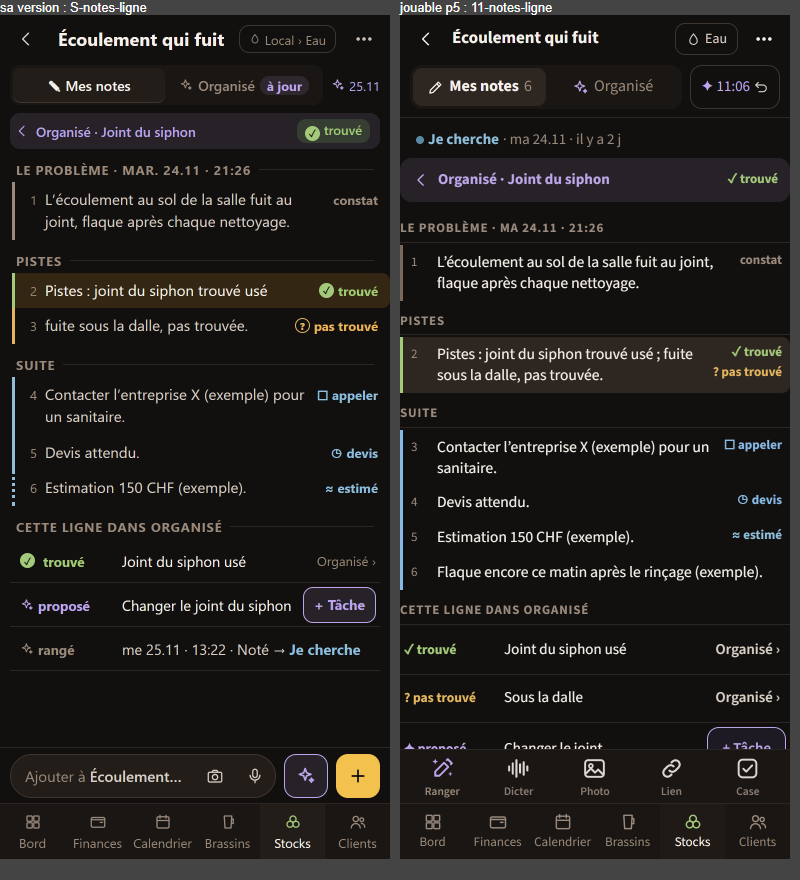 sa version : S-notes-ligne
Écoulement qui fuit
Local › Eau
Mes notes
Organisé à jour
25.11
Organisé · Joint du siphon
trouvé
LE PROBLÈME · MAR. 24.11 · 21:26
1 L'écoulement au sol de la salle fuit au joint, flaque après chaque nettoyage.
constat
PISTES
2 Pistes : joint du siphon trouvé usé
trouvé
3 fuite sous la dalle, pas trouvée.
? pas trouvé
SUITE
4 Contacter l'entreprise X (exemple) pour un sanitaire.
appeler
5 Devis attendu.
devis
6 Estimation 150 CHF (exemple).
≈ estimé
CETTE LIGNE DANS ORGANISÉ
trouvé Joint du siphon usé Organisé ›
proposé Changer le joint du siphon + Tâche
rangé me 25.11 · 13:22 · Noté → Je cherche
Ajouter à Écoulement...
+
Bord Finances Calendrier Brassins Stocks Clients
jouable p5 : 11-notes-ligne
Écoulement qui fuit
Eau
Mes notes 6
Organisé
11:06
Je cherche · ma 24.11 · il y a 2 j
Organisé · Joint du siphon
✓ trouvé
LE PROBLÈME · MA 24.11 · 21:26
1 L'écoulement au sol de la salle fuit au joint, flaque après chaque nettoyage.
constat
PISTES
2 Pistes : joint du siphon trouvé usé ; fuite sous la dalle, pas trouvée.
✓ trouvé
? pas trouvé
SUITE
3 Contacter l'entreprise X (exemple) pour un sanitaire.
appeler
4 Devis attendu.
devis
5 Estimation 150 CHF (exemple).
≈ estimé
6 Flaque encore ce matin après le rinçage (exemple).
CETTE LIGNE DANS ORGANISÉ
✓ trouvé Joint du siphon usé Organisé ›
? pas trouvé Sous la dalle Organisé ›
proposé Changer le joint + Tâche
Ranger Dicter Photo Lien Case
Bord Finances Calendrier Brassins Stocks Clients